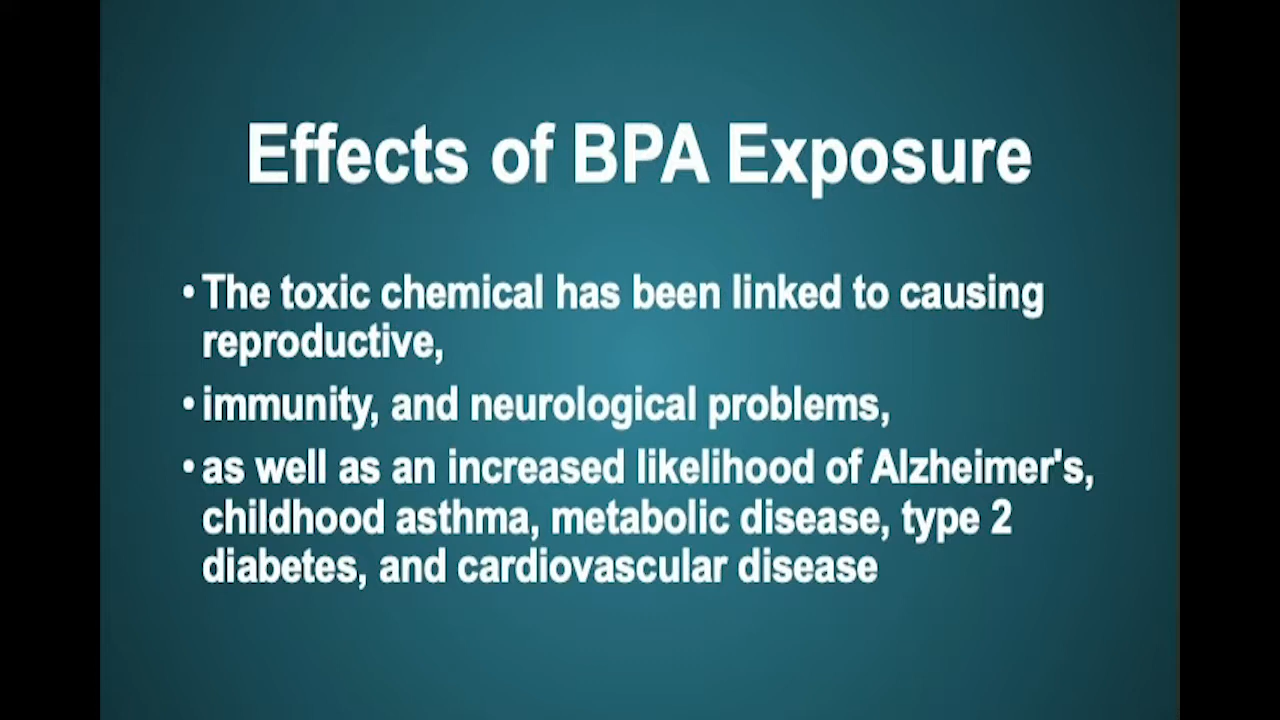 Effects of BPA Exposure
• The toxic chemical has been linked to causing
reproductive,
• immunity, and neurological problems,
• as well as an increased likelihood of Alzheimer's,
childhood asthma, metabolic disease, type 2
diabetes, and cardiovascular disease